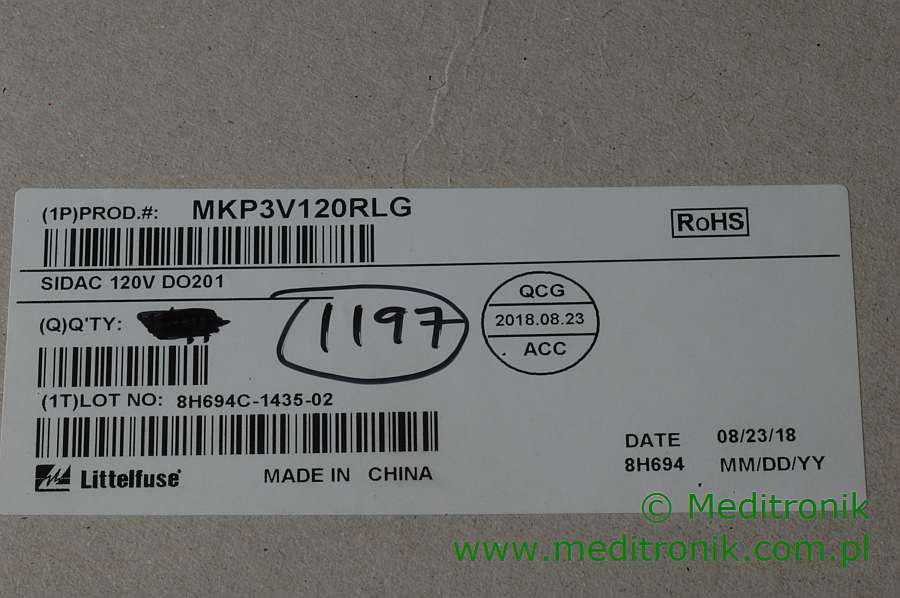 (1P)PROD.#: MKP3V120RLG
RoHS
SIDAC 120V DO201
(Q)Q'TY:
1197
QCG
2018.08.23
ACC
(1T)LOT NO: 8H694C-1435-02
DATE 08/23/18
8H694 MM/DD/YY
Littelfuse® MADE IN CHINA
© Meditronik
www.meditronik.com.pl